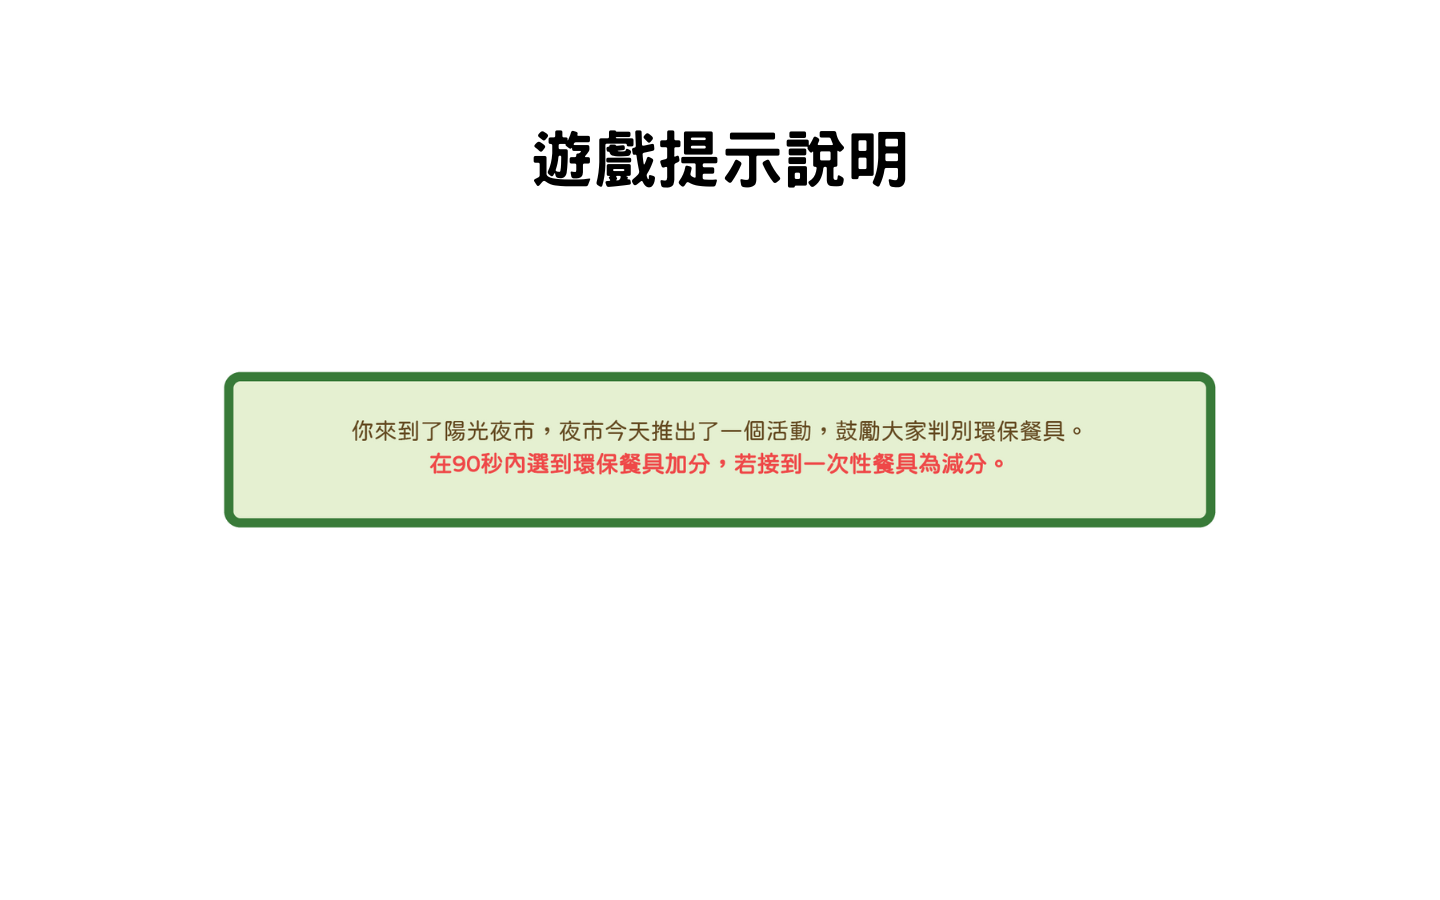 遊戲提示說明
你來到了陽光夜市，夜市今天推出了一個活動，鼓勵大家判別環保餐具。
在90秒內選到環保餐具加分，若接到一次性餐具為減分。